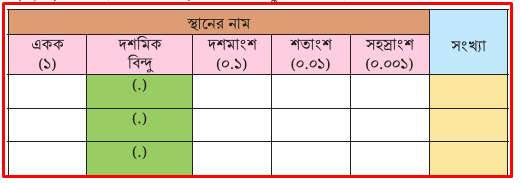 স্থানের নাম
একক দশমিক দশমাংশ শতাংশ সহস্রাংশ সংখ্যা
(১) বিন্দু (০.১) (০.০১) (০.০০১)
(.)
(.)
(.)